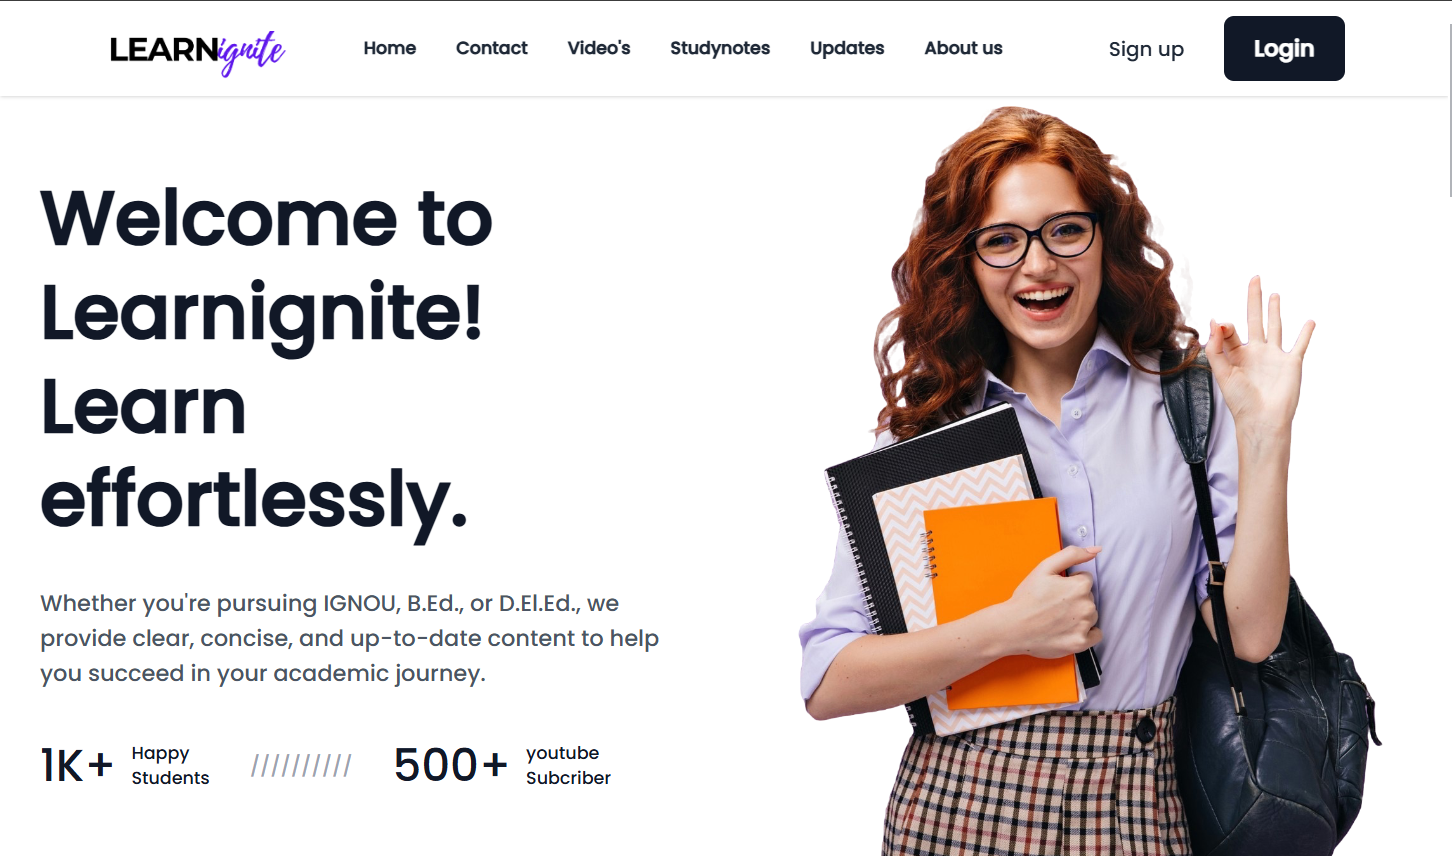 LEARNignite
Home Contact Video's Studynotes Updates About us Sign up Login
Welcome to
Learnignite!
Learn
effortlessly.
Whether you're pursuing IGNOU, B.Ed., or D.El.Ed., we
provide clear, concise, and up-to-date content to help
you succeed in your academic journey.
1K+ Happy
Students
//////////
500+ youtube
Subcriber